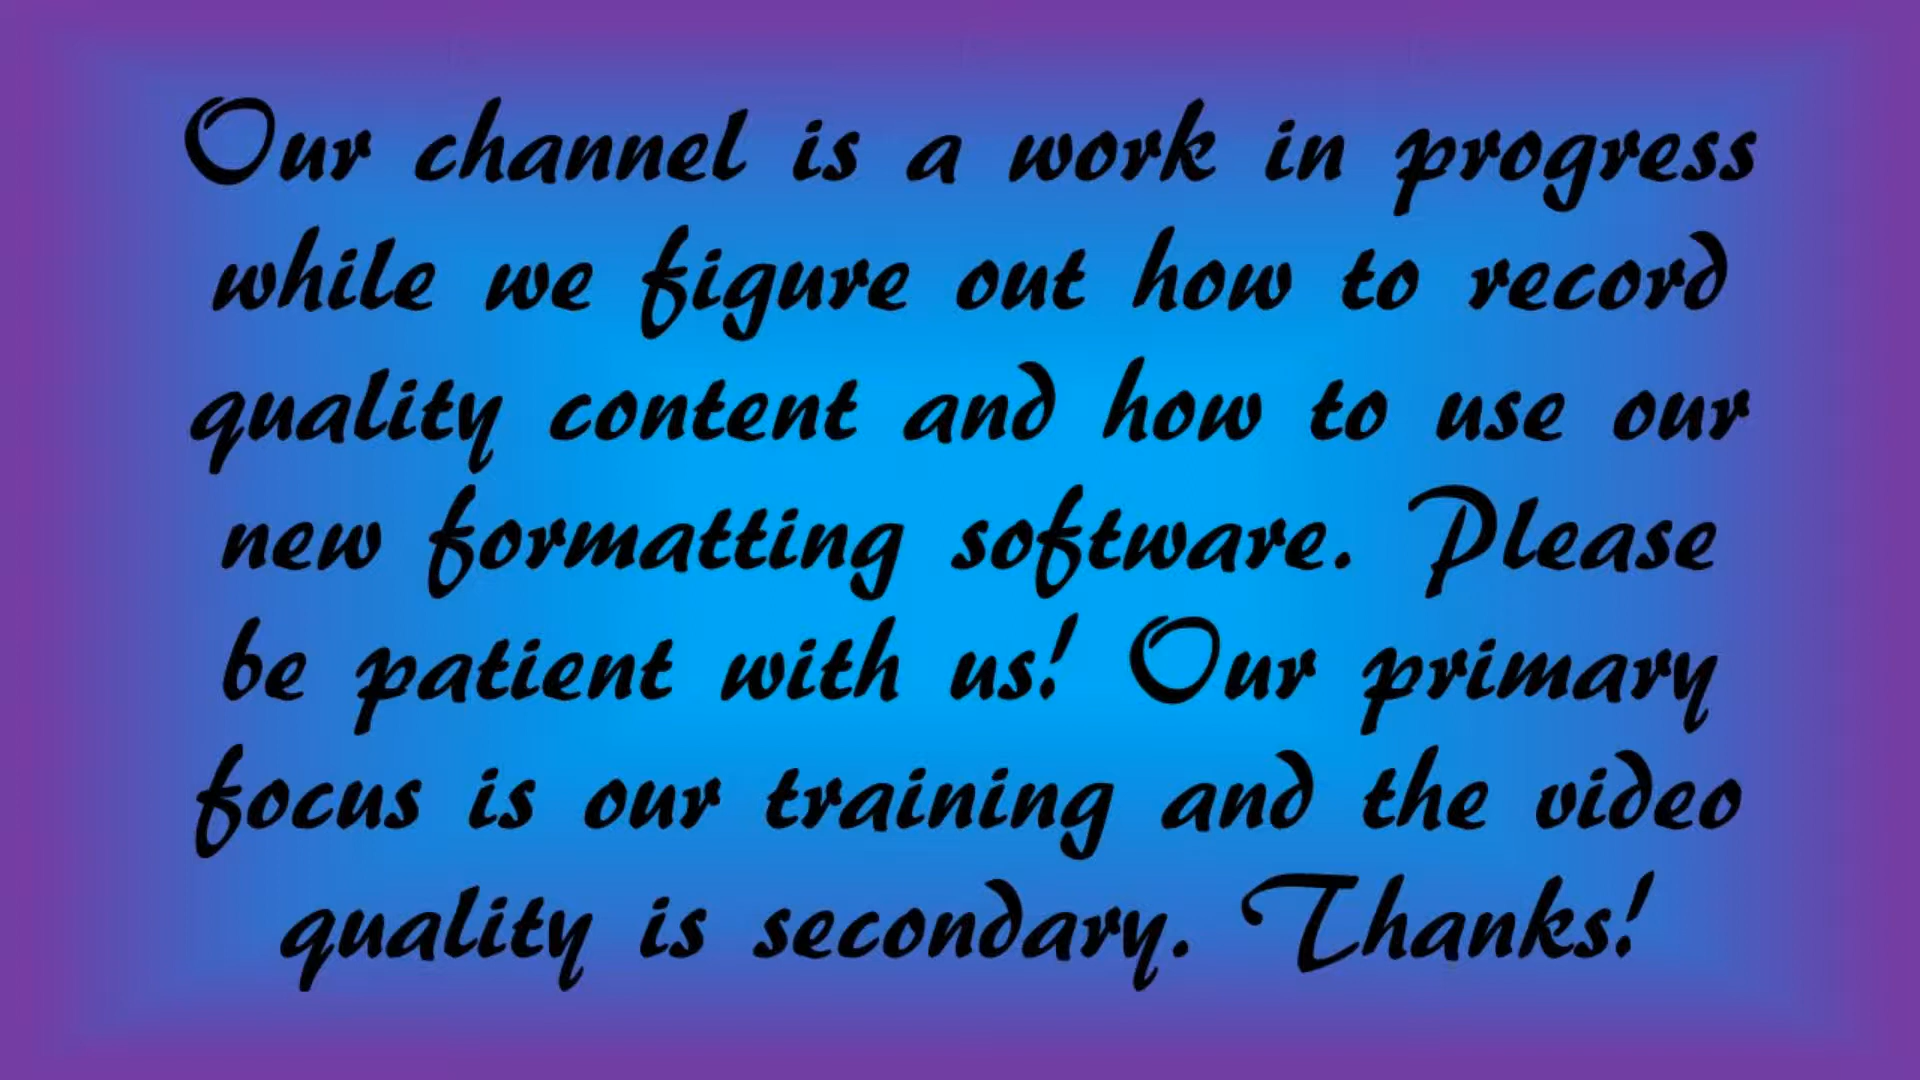 Our channel is a work in progress
while we figure out how to record
quality content and how to use our
new formatting software. Please
be patient with us! Our primary
focus is our training and the video
quality is secondary. Thanks!